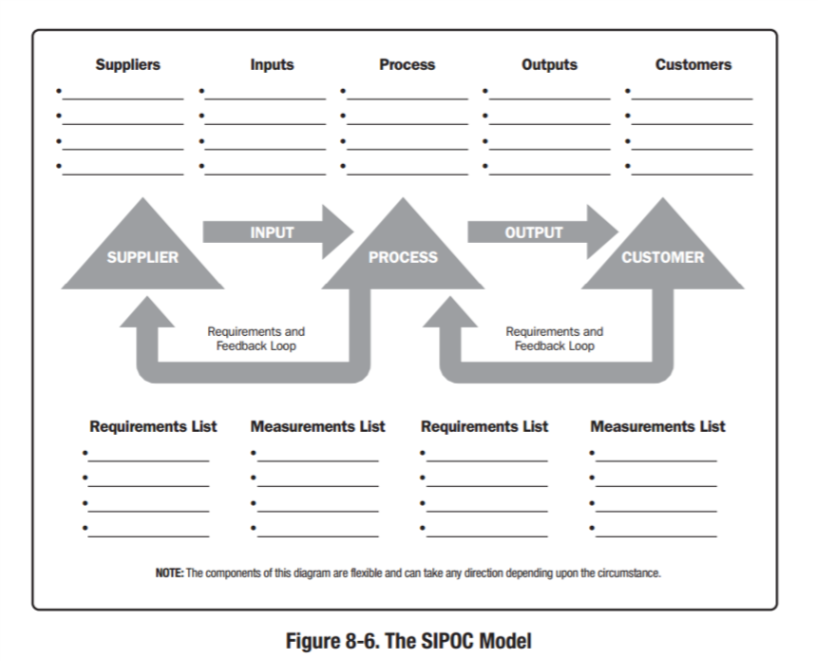 Suppliers Inputs Process Outputs Customers
SUPPLIER INPUT PROCESS OUTPUT CUSTOMER
Requirements and
Feedback Loop
Requirements and
Feedback Loop
Requirements List Measurements List Requirements List Measurements List
NOTE: The components of this diagram are flexible and can take any direction depending upon the circumstance.
Figure 8-6. The SIPOC Model